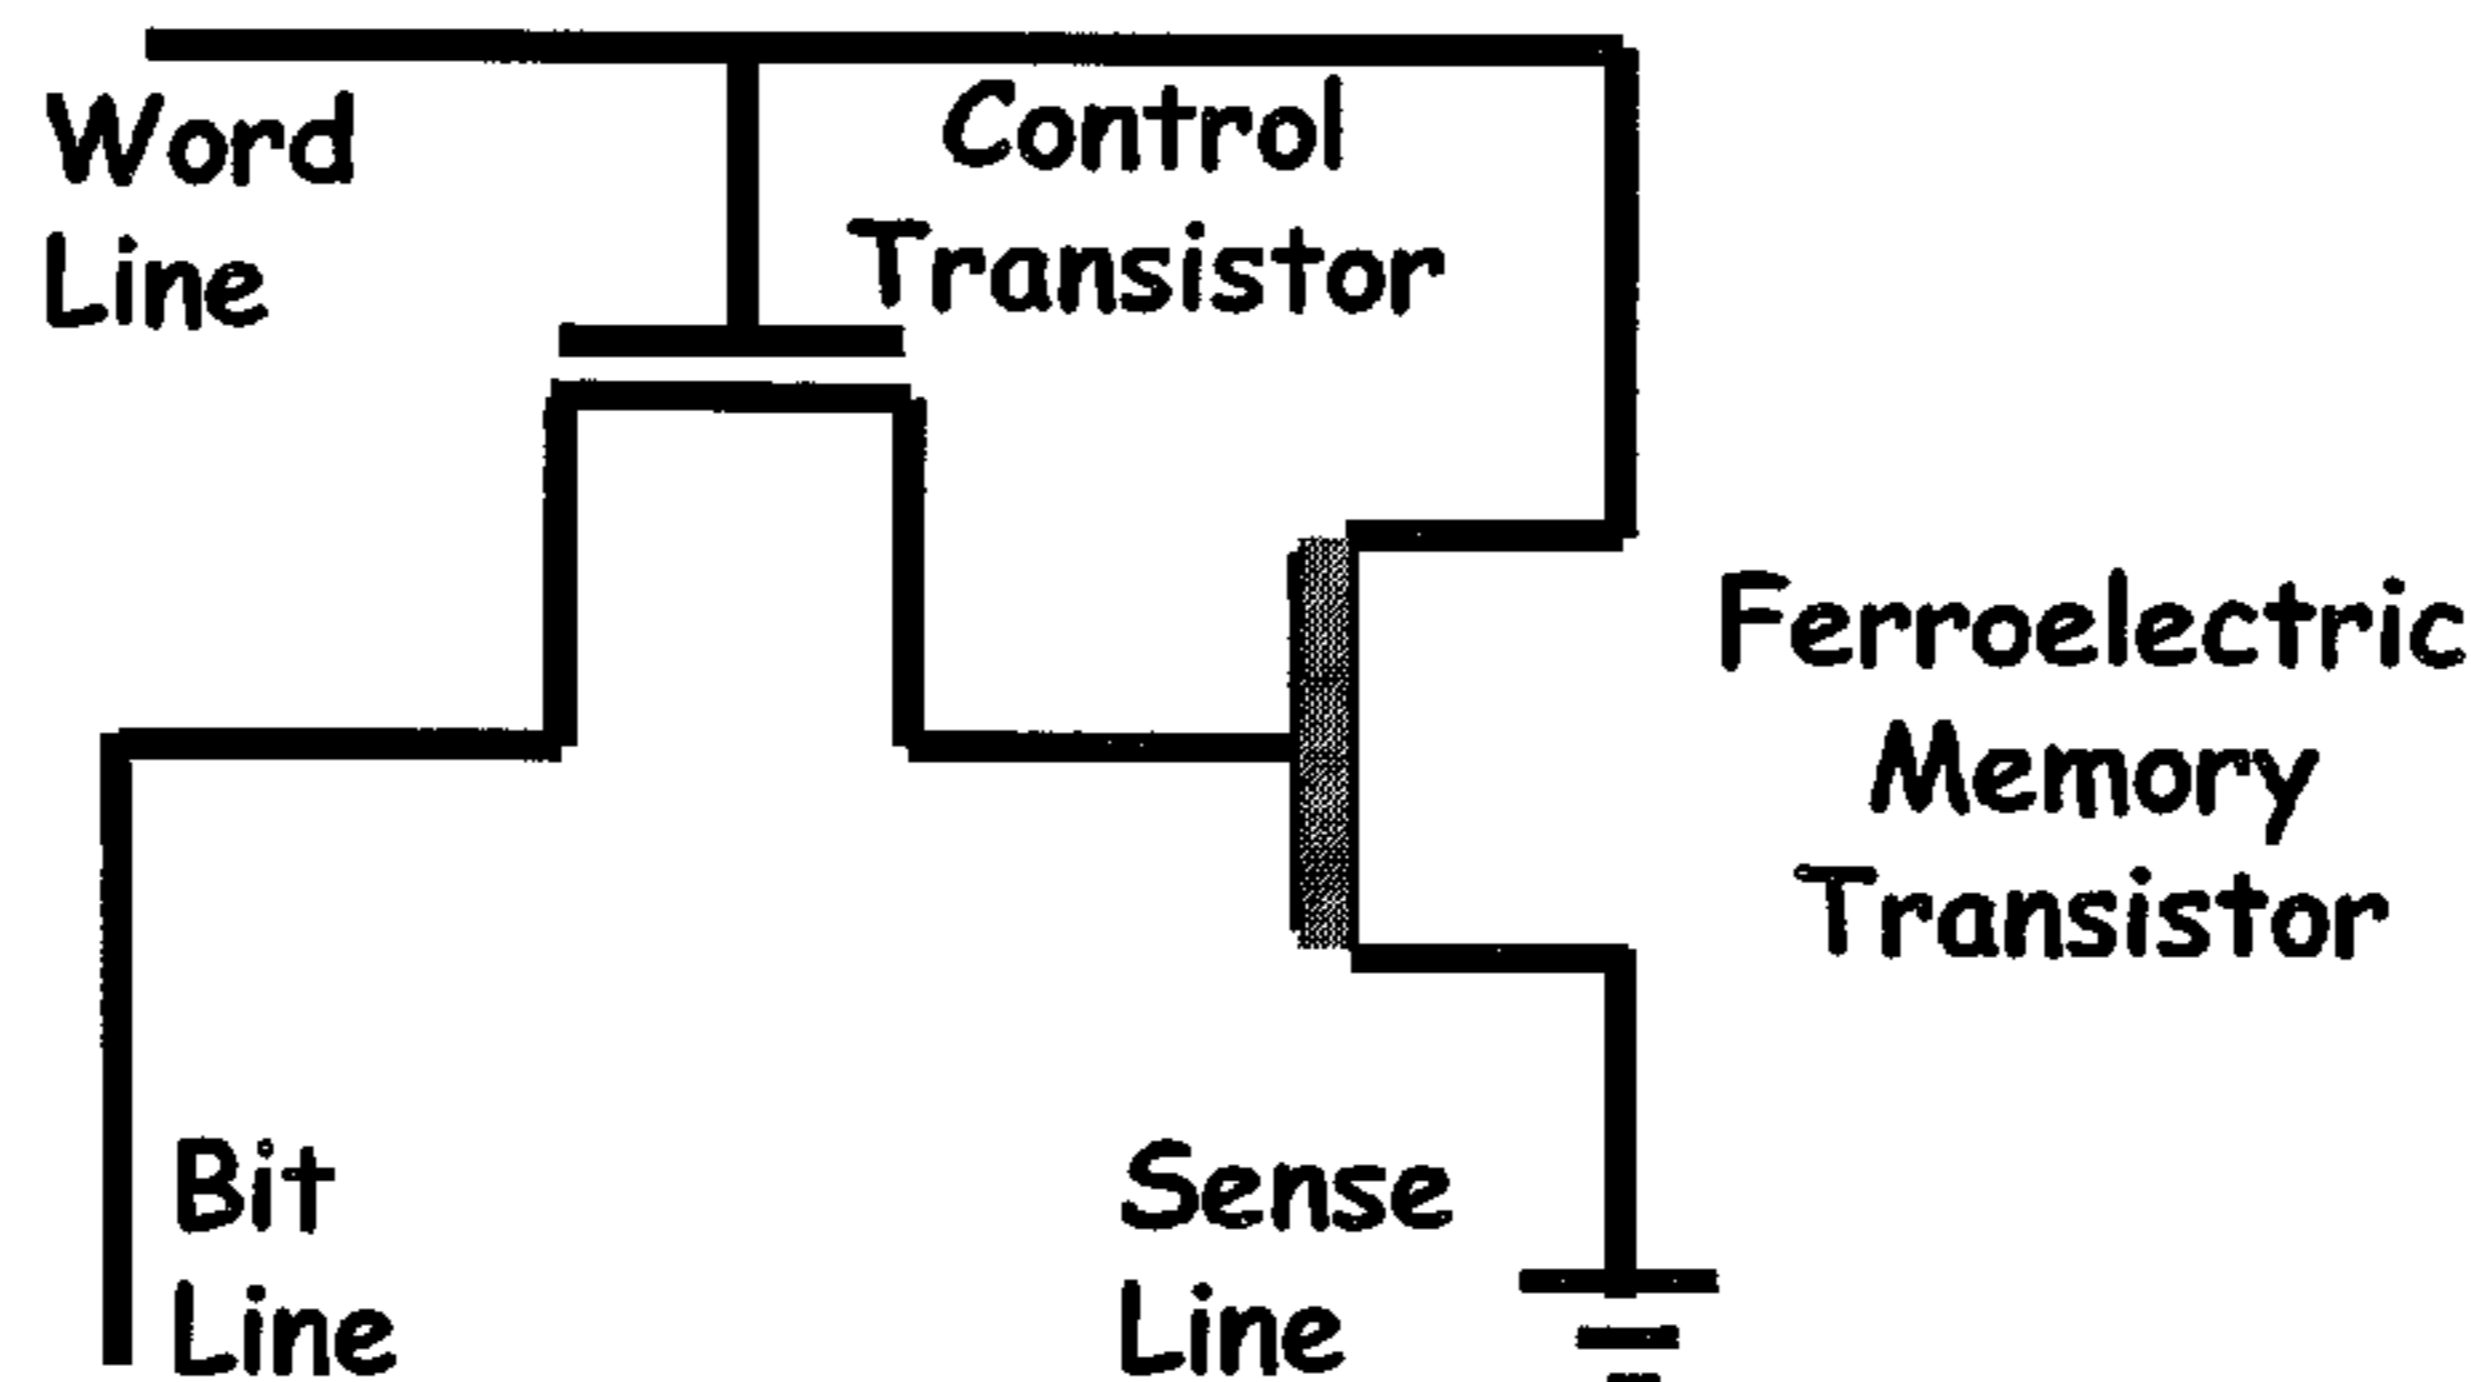 Word
Line
Control
Transistor
Ferroelectric
Memory
Transistor
Bit
Line
Sense
Line